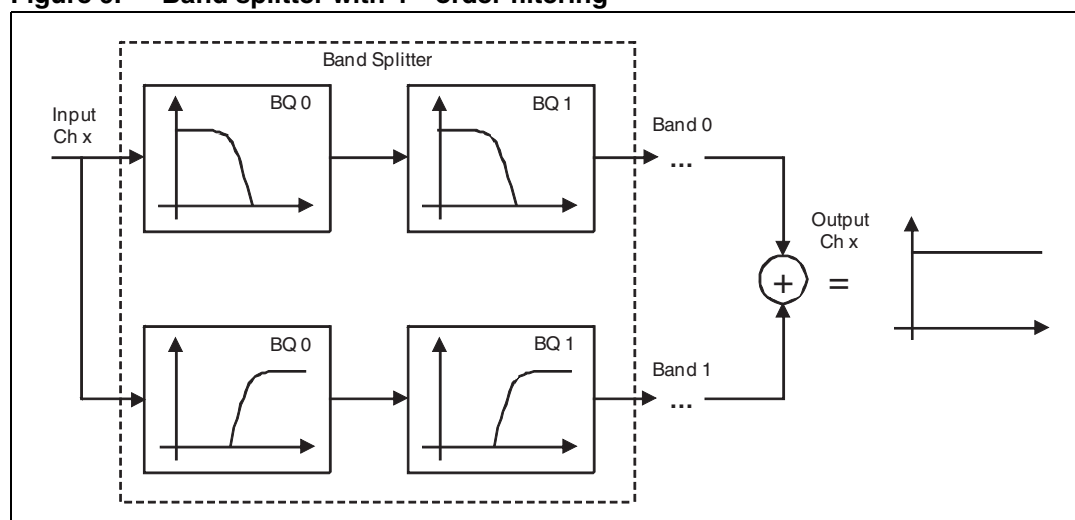 Figure
Band splitter with
order filtering
Band Splitter
Input
Ch x
BQ 0
BQ 1
Band 0
...
Output
Ch x
+
=
BQ 0
BQ 1
Band 1
...